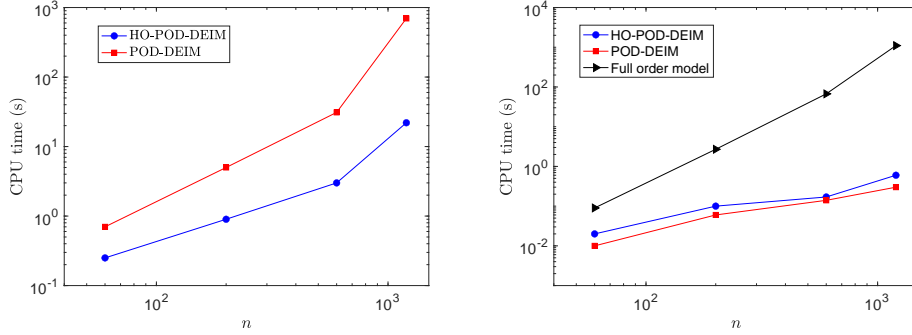 10^3
10^2
10^1
10^0
10^-1
CPU time (s)
HO-POD-DEIM
POD-DEIM
10^2
10^3
n
10^4
10^2
10^0
10^-2
CPU time (s)
HO-POD-DEIM
POD-DEIM
Full order model
10^2
10^3
n